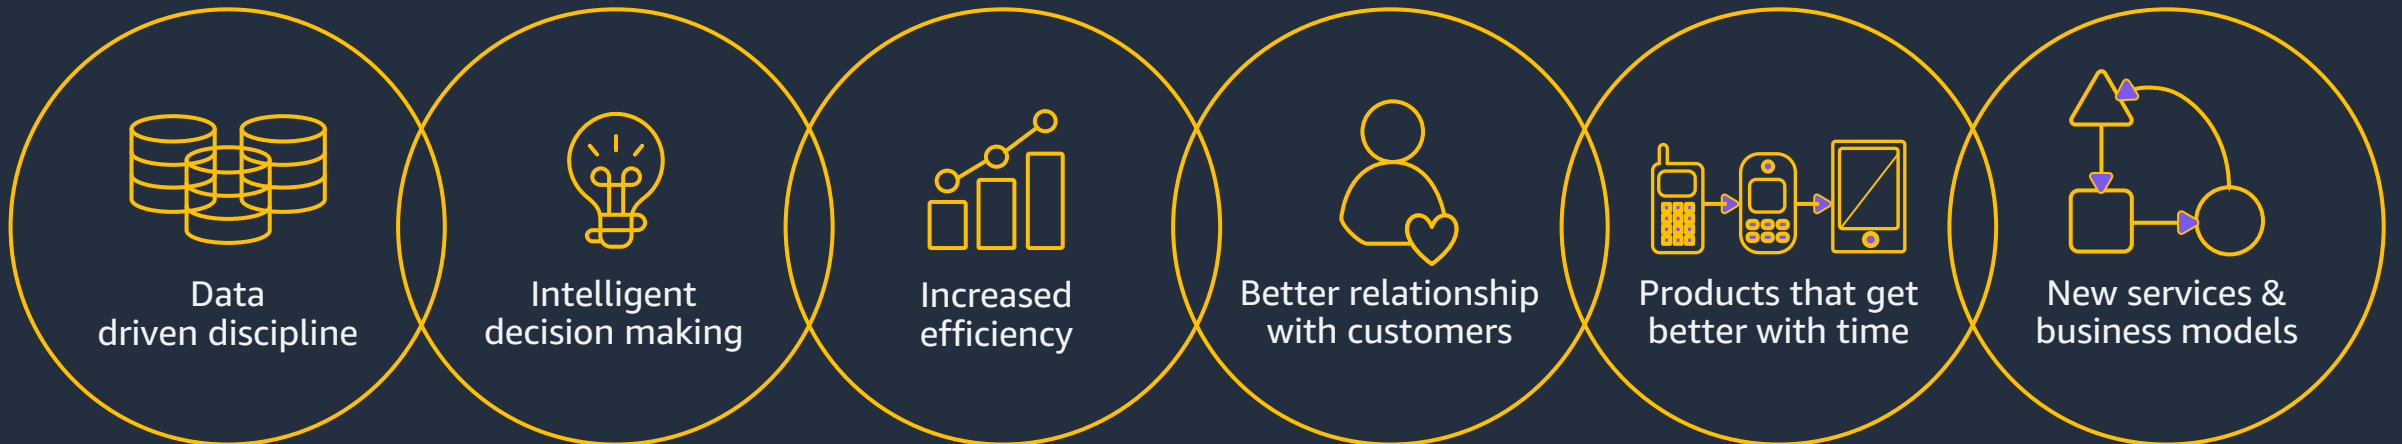 Data
driven discipline
Intelligent
decision making
Increased
efficiency
Better relationship
with customers
Products that get
better with time
New services &
business models